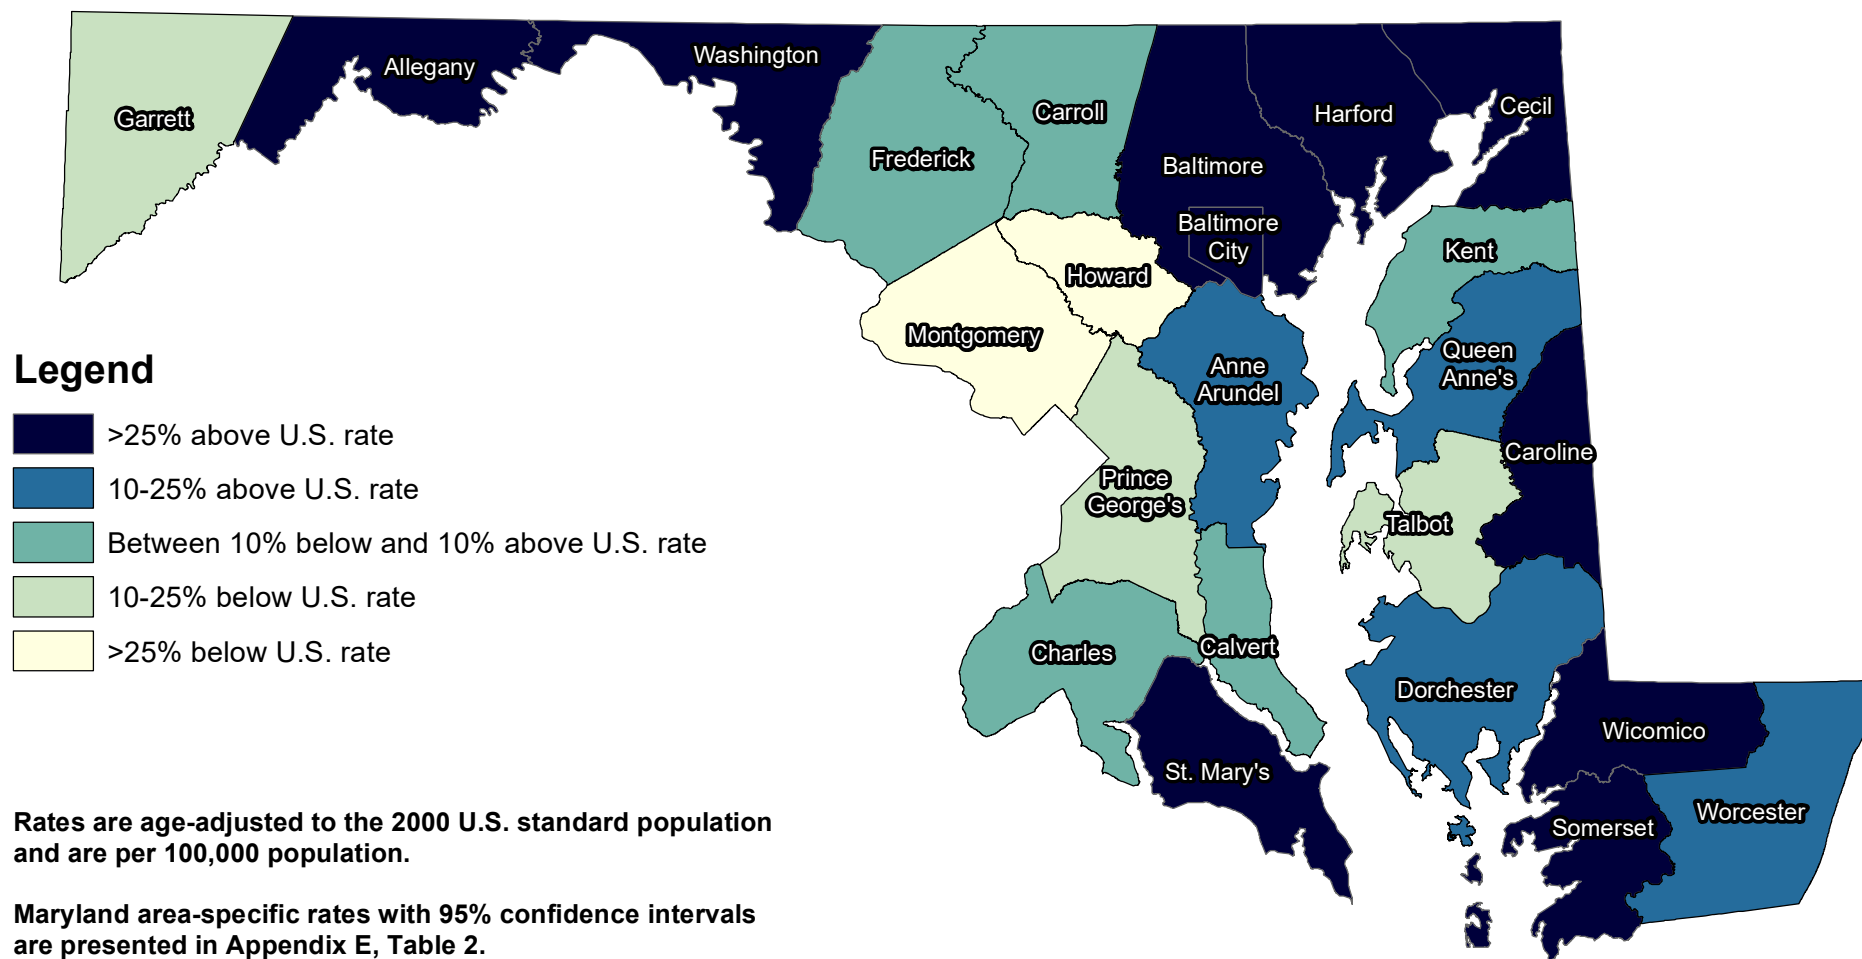 Washington
Allegany
Garrett
Carroll
Harford
Cecil
Frederick
Baltimore
Baltimore
City
Kent
Howard
Montgomery
Queen
Anne's
Anne
Arundel
Legend
>25% above U.S. rate
10-25% above U.S. rate
Between 10% below and 10% above U.S. rate
10-25% below U.S. rate
>25% below U.S. rate
Caroline
Prince
George's
Talbot
Charles
Calvert
Dorchester
Wicomico
St. Mary's
Worcester
Somerset
Rates are age-adjusted to the 2000 U.S. standard population
and are per 100,000 population.
Maryland area-specific rates with 95% confidence intervals
are presented in Appendix E, Table 2.